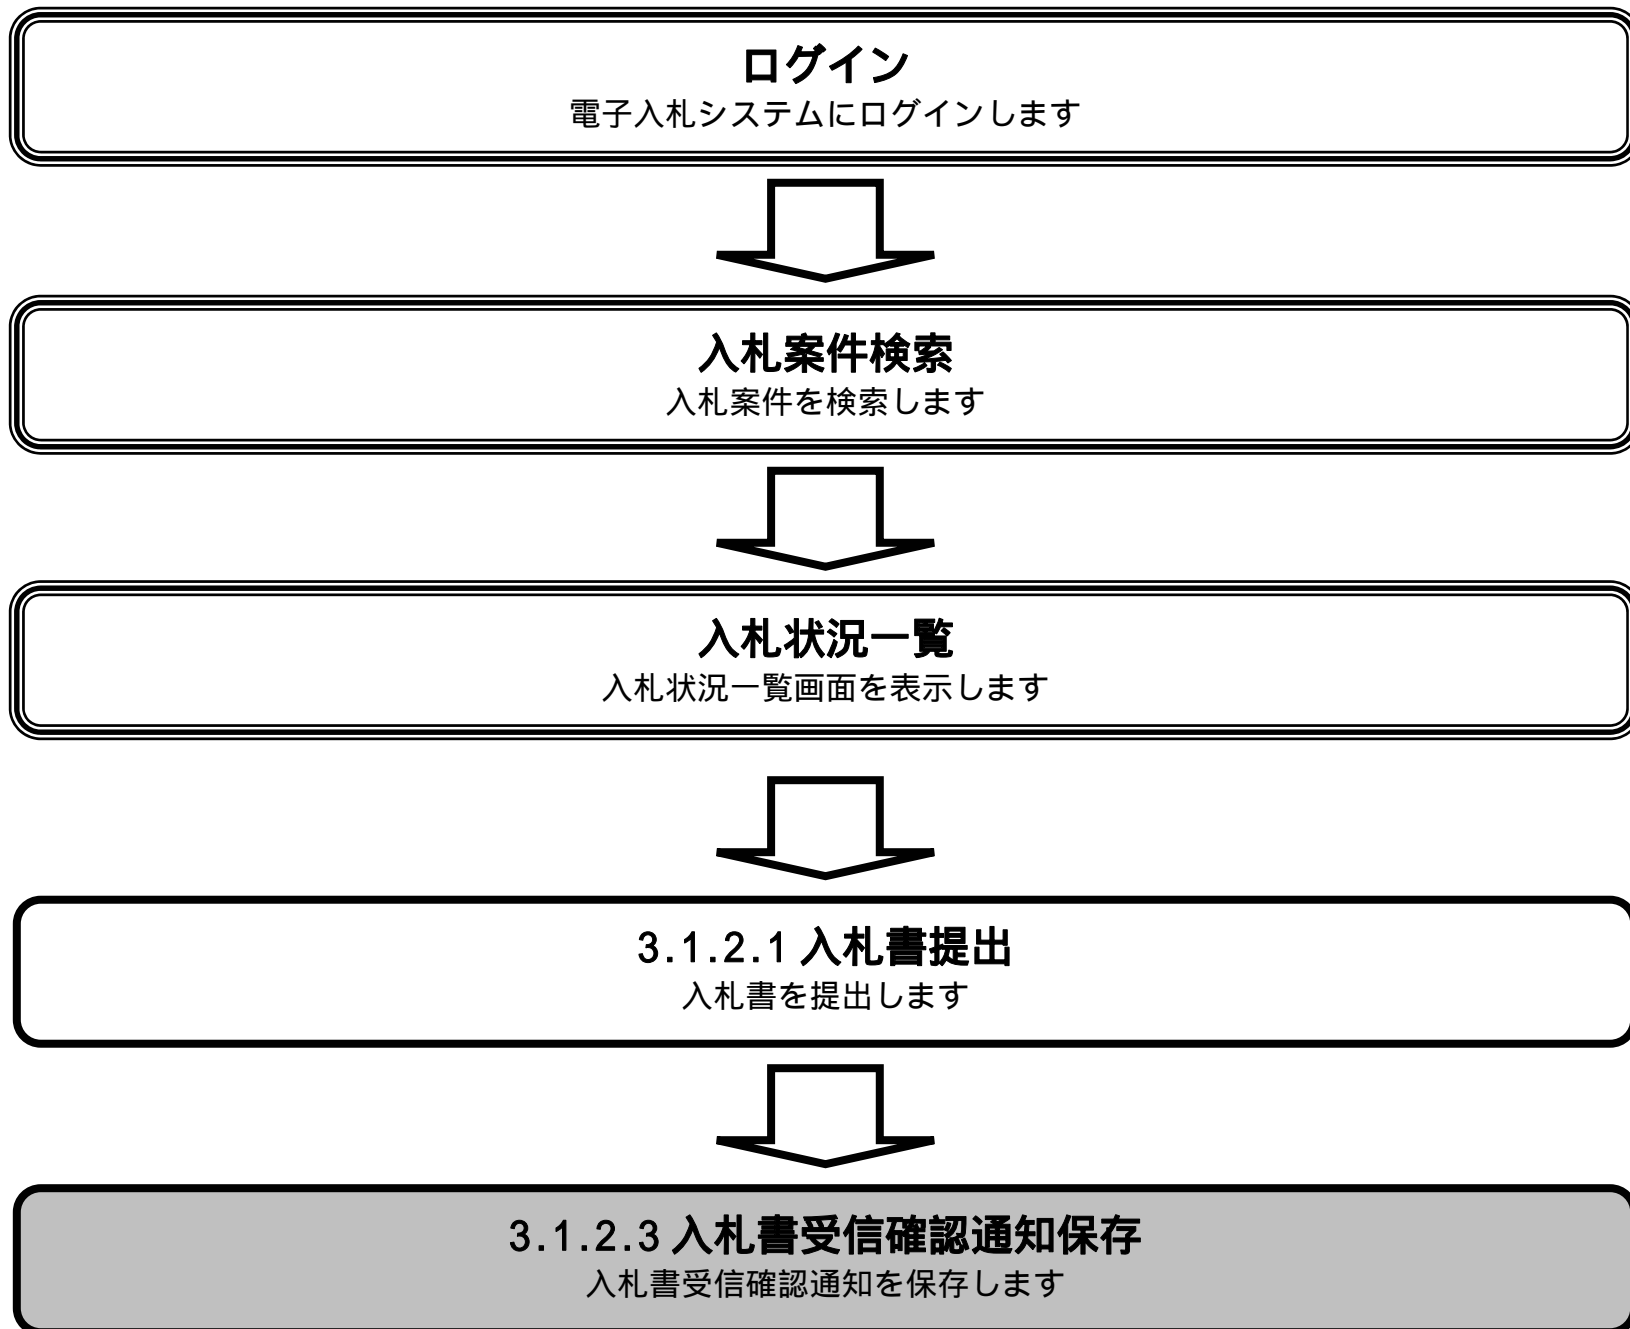 ログイン
電子入札システムにログインします
入札案件検索
入札案件を検索します
入札状況一覧
入札状況一覧画面を表示します
3.1.2.1 入札書提出
入札書を提出します
3.1.2.3 入札書受信確認通知保存
入札書受信確認通知を保存します